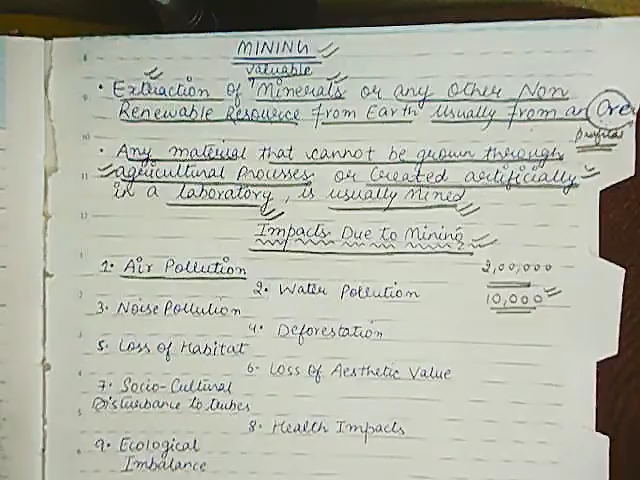 MINING
Valuable
• Extraction of Minerals or any other Non
Renewable Resource from Earth Usually from an Ore
profits
• Any material that cannot be grown through
agricultural processes or created artificially
in a laboratory, is usually mined
Impacts Due to Mining
1. Air Pollution
2,00,000
2. Water Pollution
10,000
3. Noise Pollution
4. Deforestation
5. Loss of Habitat
6. Loss of Aesthetic Value
7. Socio-Cultural
Disturbance to tribes
8. Health Impacts
9. Ecological
Imbalance